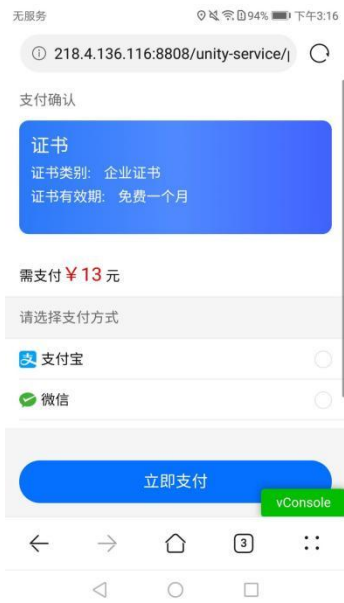 无服务
94%
下午3:16
218.4.136.116:8808/unity-service/
支付确认
证书
证书类别: 企业证书
证书有效期: 免费一个月
需支付￥13元
请选择支付方式
支付宝
微信
立即支付
vConsole
3